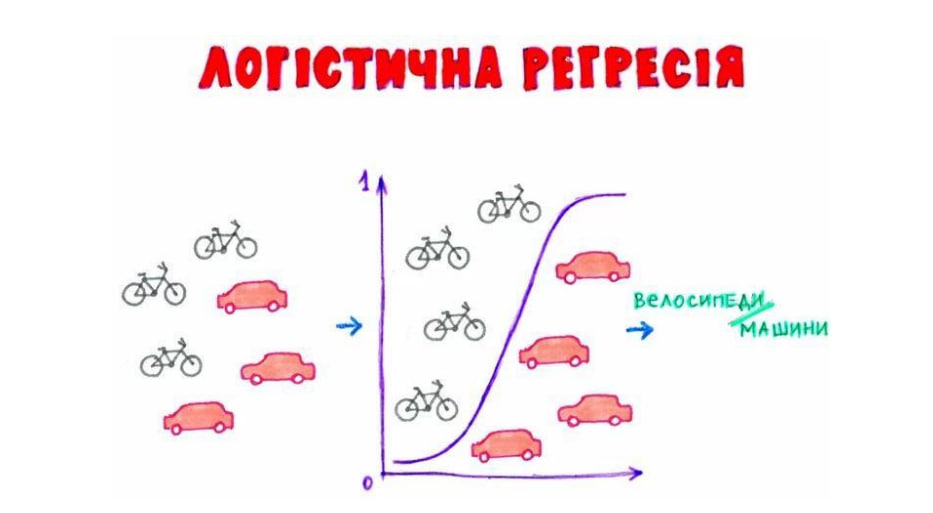 ЛОГІСТИЧНА РЕГРЕСІЯ
1
0
ВЕЛОСИПЕДИ/
МАШИНИ